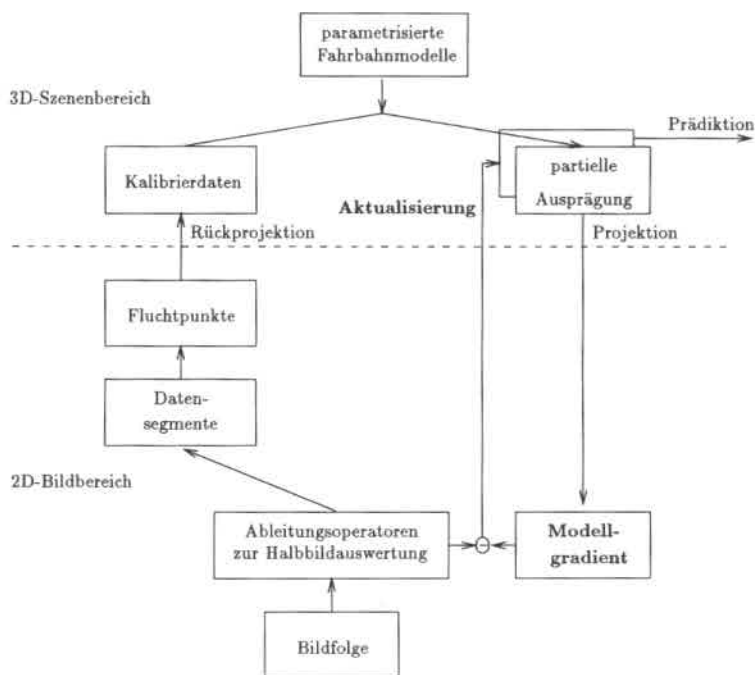 parametrisierte
Fahrbahnmodelle
3D-Szenenbereich
Prädiktion
Kalibrierdaten
partielle
Ausprägung
Aktualisierung
Rückprojektion
Projektion
Fluchtpunkte
Daten-
segmente
2D-Bildbereich
Ableitungsoperatoren
zur Halbbildauswertung
Modell-
gradient
Bildfolge